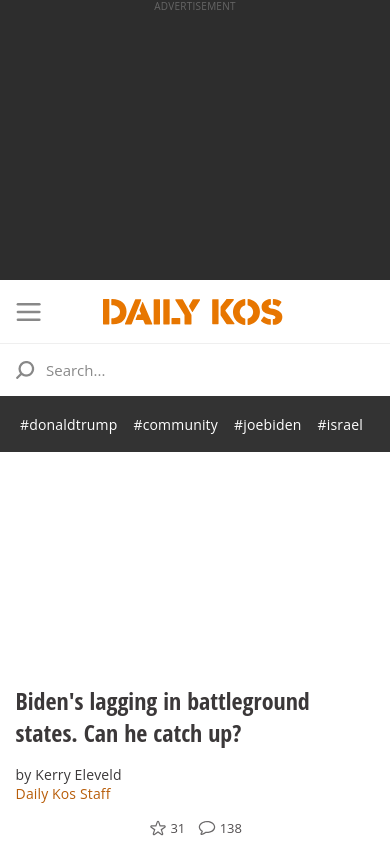 ADVERTISEMENT
DAILY KOS
Search...
#donaldtrump #community #joebiden #israel
Biden's lagging in battleground
states. Can he catch up?
by Kerry Eleveld
Daily Kos Staff
31 138